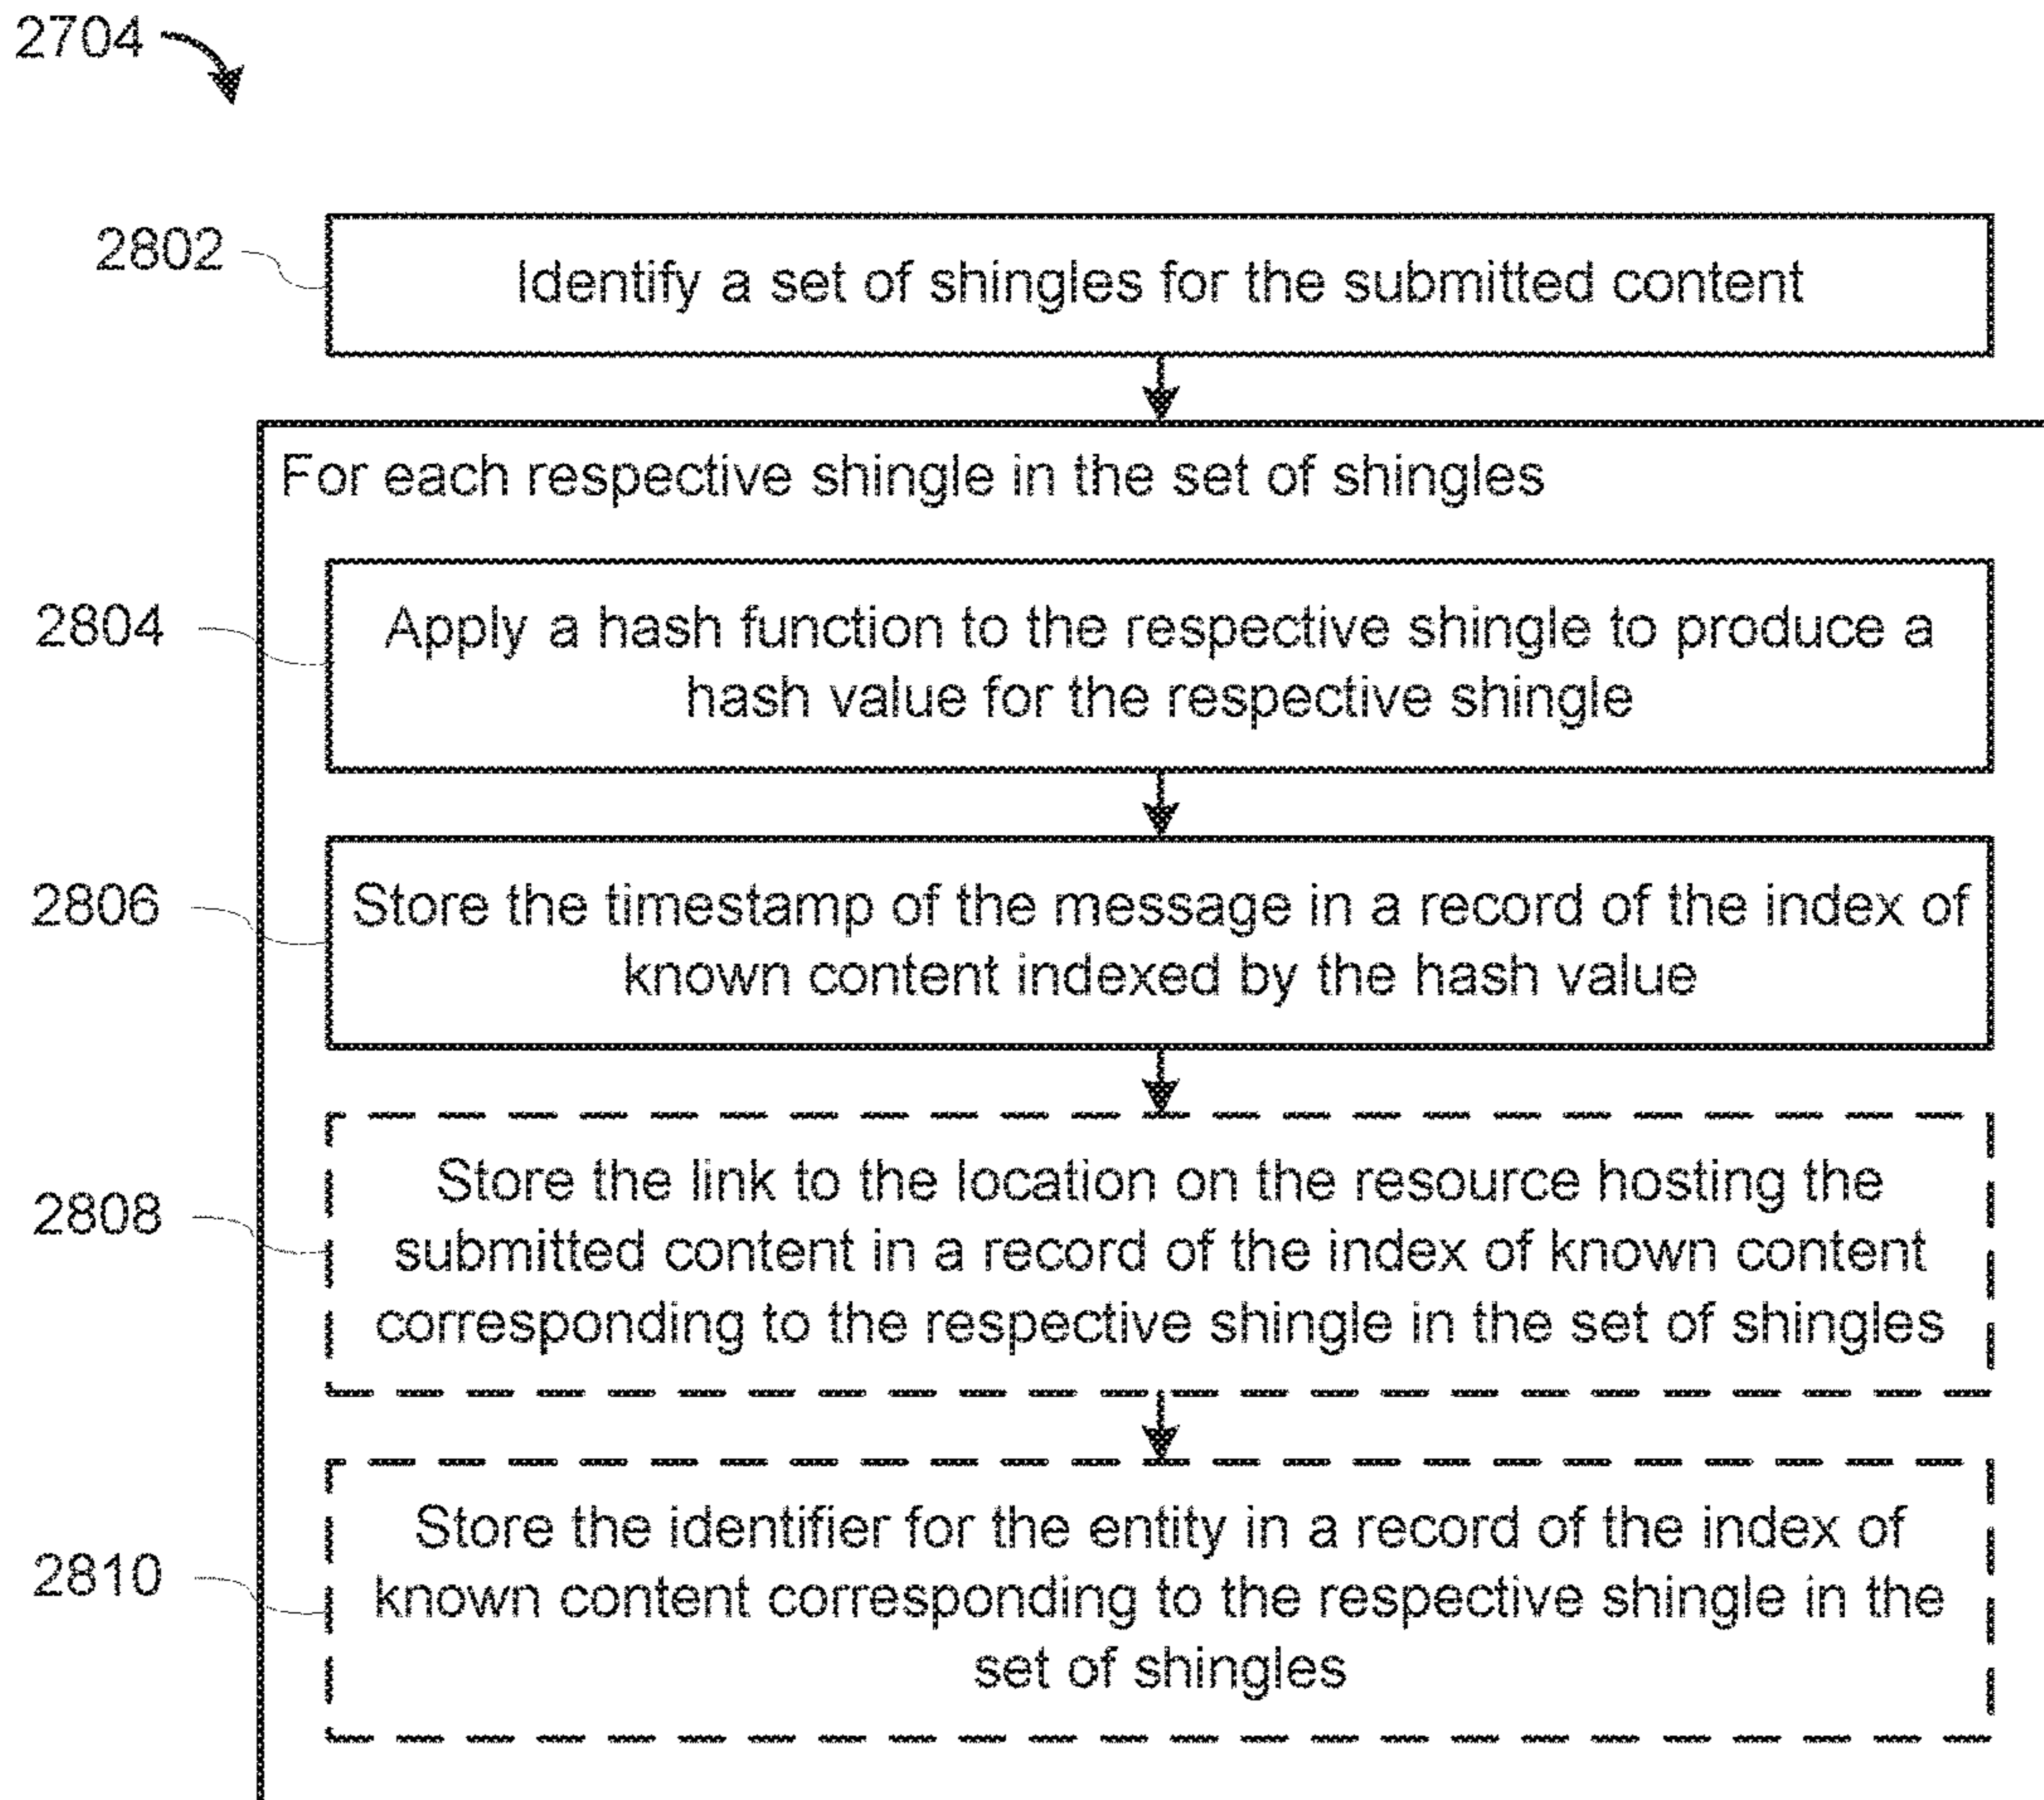 2704
2802
Identify a set of shingles for the submitted content
For each respective shingle in the set of shingles
2804
Apply a hash function to the respective shingle to produce a
hash value for the respective shingle
2806
Store the timestamp of the message in a record of the index of
known content indexed by the hash value
2808
Store the link to the location on the resource hosting the
submitted content in a record of the index of known content
corresponding to the respective shingle in the set of shingles
2810
Store the identifier for the entity in a record of the index of
known content corresponding to the respective shingle in the
set of shingles